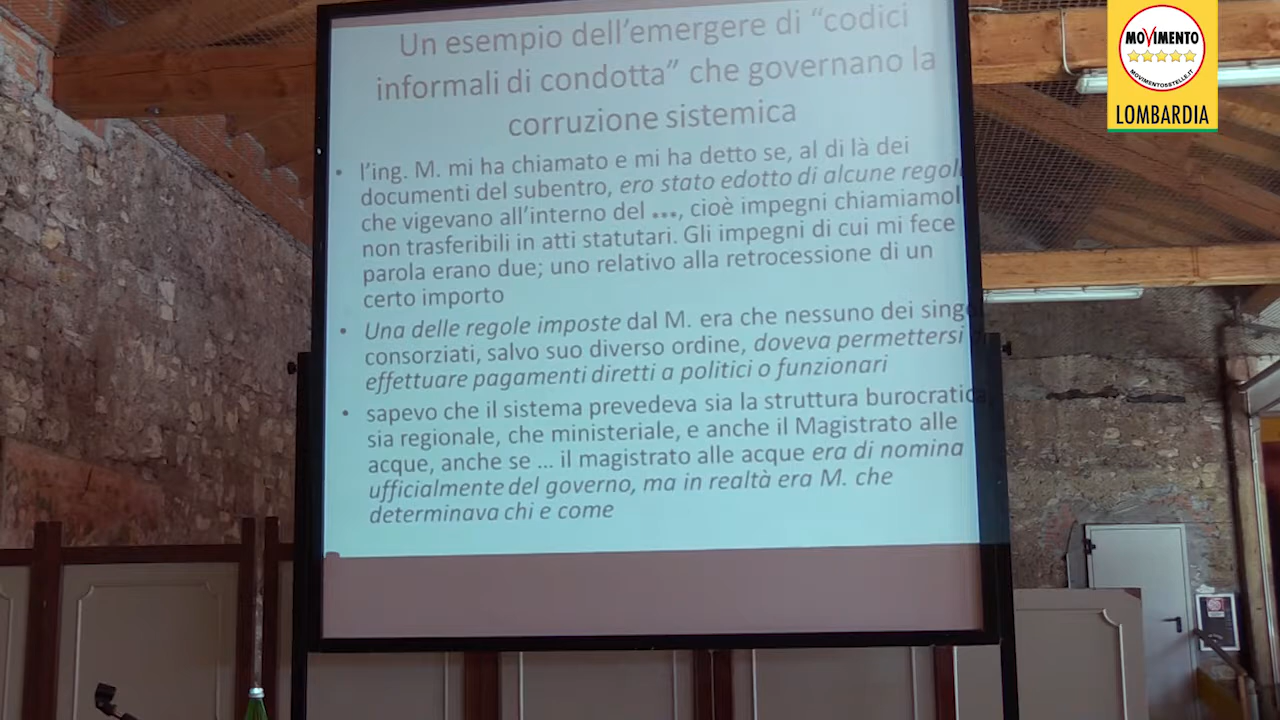 Un esempio dell'emergere di "codici
informali di condotta" che governano la
corruzione sistemica
• l'ing. M. mi ha chiamato e mi ha detto se, al di là dei
documenti del subentro, ero stato edotto di alcune regol
che vigevano all'interno del ***, cioè impegni chiamiamol
non trasferibili in atti statutari. Gli impegni di cui mi fece
parola erano due; uno relativo alla retrocessione di un
certo importo
• Una delle regole imposte dal M. era che nessuno dei sing
consorziati, salvo suo diverso ordine, doveva permettersi
effettuare pagamenti diretti a politici o funzionari
• sapevo che il sistema prevedeva sia la struttura burocratica,
sia regionale, che ministeriale, e anche il Magistrato alle
acque, anche se ... il magistrato alle acque era di nomina
ufficialmente del governo, ma in realtà era M. che
determinava chi e come
MOVIMENTO
MOVIMENTO5STELLE.IT
LOMBARDIA